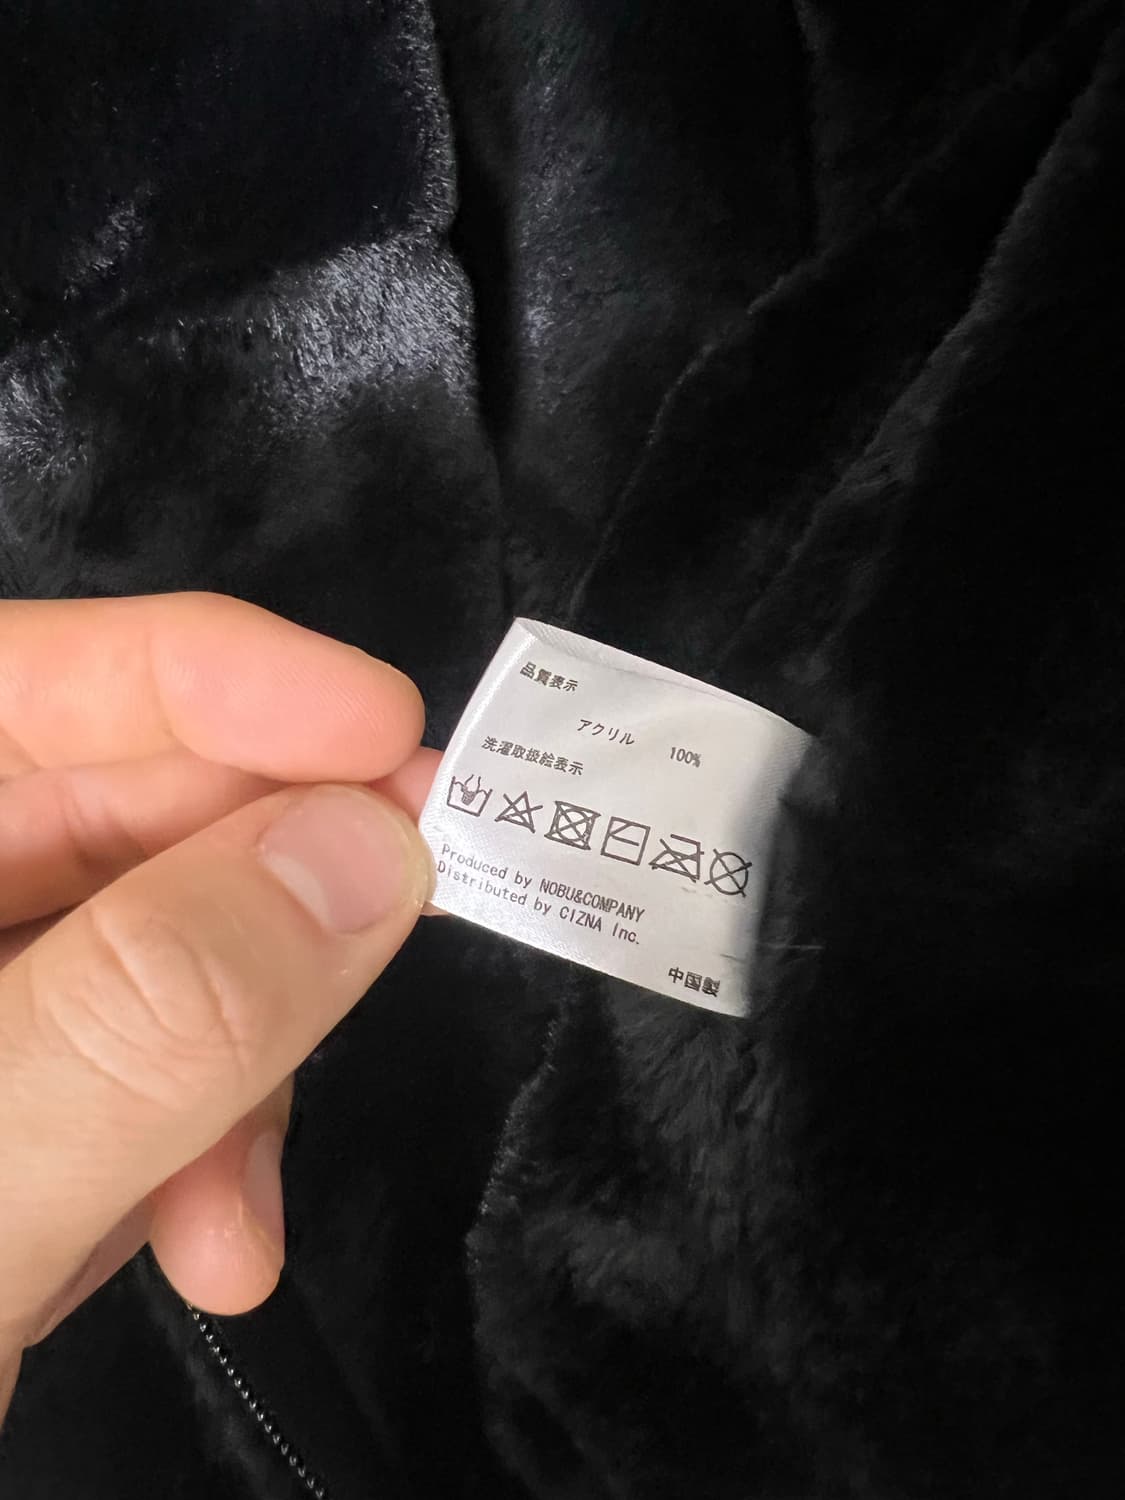 品質表示
アクリル 100%
洗濯取扱絵表示
Produced by NOBU&COMPANY
Distributed by CIZNA Inc.
中国製